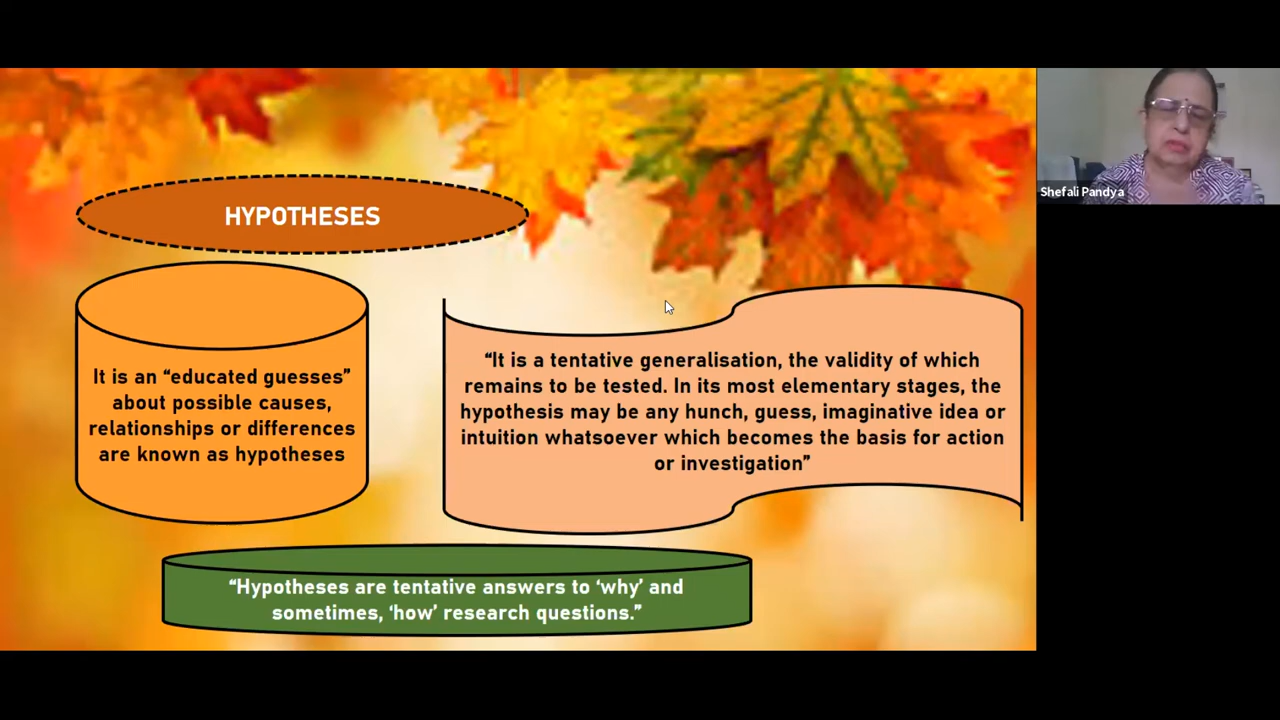 HYPOTHESES
It is an “educated guesses”
about possible causes,
relationships or differences
are known as hypotheses
“It is a tentative generalisation, the validity of which
remains to be tested. In its most elementary stages, the
hypothesis may be any hunch, guess, imaginative idea or
intuition whatsoever which becomes the basis for action
or investigation”
“Hypotheses are tentative answers to ‘why’ and
sometimes, ‘how’ research questions.”
Shefali Pandya